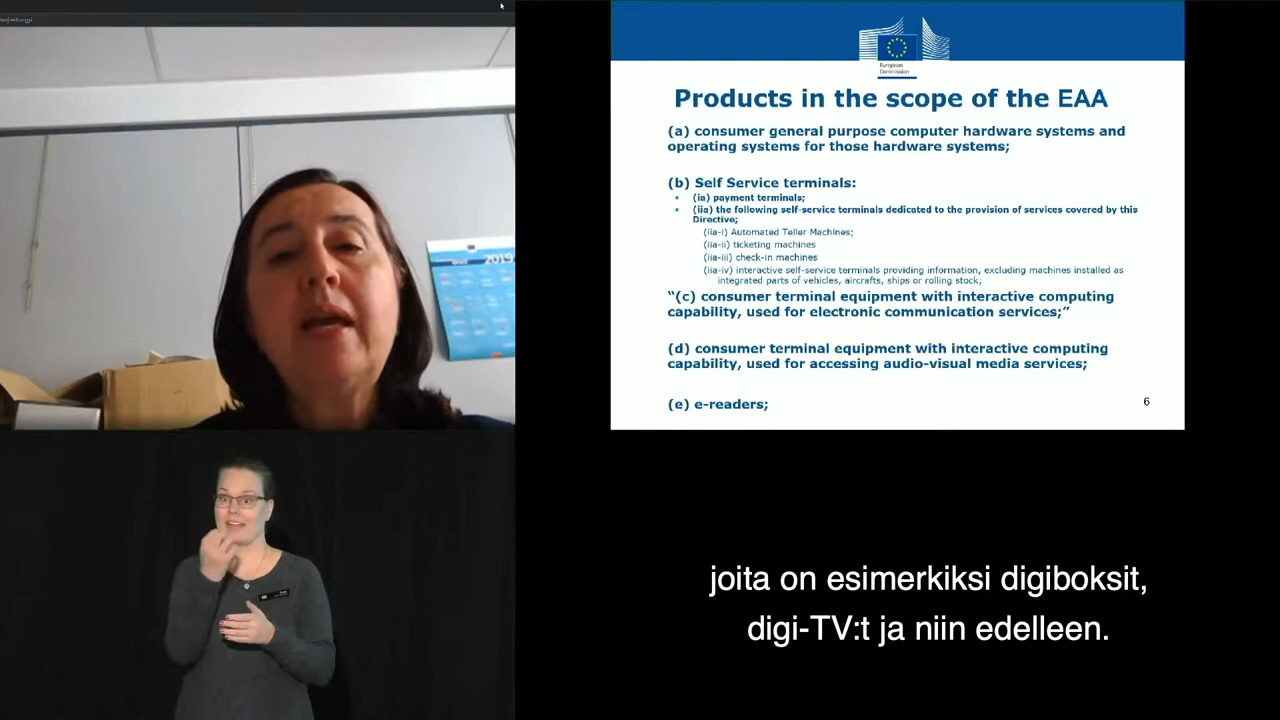 2019
European
Commission
Products in the scope of the EAA
(a) consumer general purpose computer hardware systems and
operating systems for those hardware systems;
(b) Self Service terminals:
• (ia) payment terminals;
• (iia) the following self-service terminals dedicated to the provision of services covered by this
Directive;
(iia-i) Automated Teller Machines;
(iia-ii) ticketing machines
(iia-iii) check-in machines
(iia-iv) interactive self-service terminals providing information, excluding machines installed as
integrated parts of vehicles, aircrafts, ships or rolling stock;
“(c) consumer terminal equipment with interactive computing
capability, used for electronic communication services;”
(d) consumer terminal equipment with interactive computing
capability, used for accessing audio-visual media services;
(e) e-readers;
6
joita on esimerkiksi digiboksit,
digi-TV:t ja niin edelleen.